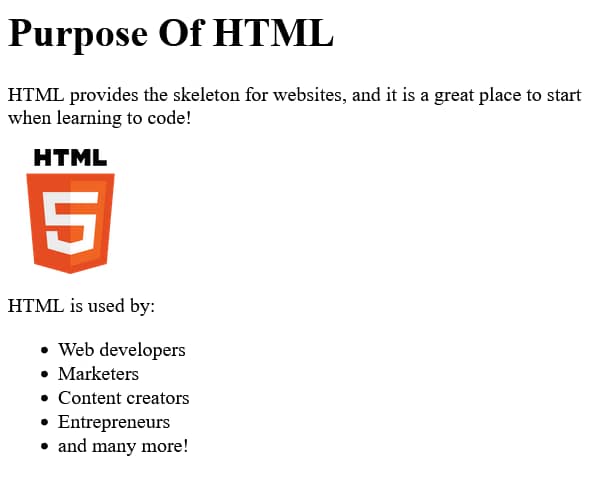 Purpose Of HTML
HTML provides the skeleton for websites, and it is a great place to start
when learning to code!
HTML
5
HTML is used by:
• Web developers
• Marketers
• Content creators
• Entrepreneurs
• and many more!